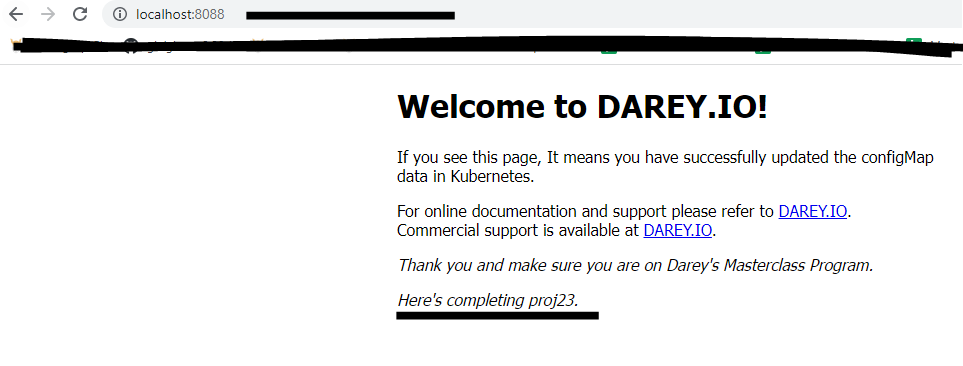 localhost:8088
Welcome to DAREY.IO!
If you see this page, It means you have successfully updated the configMap
data in Kubernetes.
For online documentation and support please refer to DAREY.IO.
Commercial support is available at DAREY.IO.
Thank you and make sure you are on Darey's Masterclass Program.
Here's completing proj23.